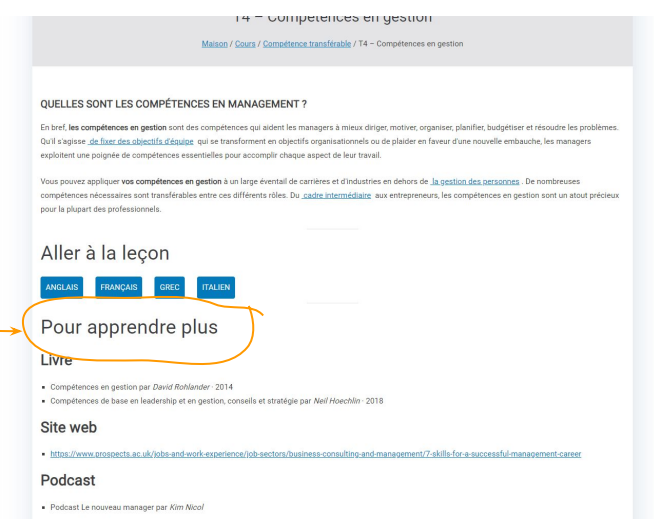 T4 – Compétences en gestion
Maison / Cours / Compétence transférable / T4 – Compétences en gestion
QUELLES SONT LES COMPÉTENCES EN MANAGEMENT ?
En bref, les compétences en gestion sont des compétences qui aident les managers à mieux diriger, motiver, organiser, planifier, budgétiser et résoudre les problèmes.
Qu'il s'agisse de fixer des objectifs d'équipe qui se transforment en objectifs organisationnels ou de plaider en faveur d'une nouvelle embauche, les managers
exploitent une poignée de compétences essentielles pour accomplir chaque aspect de leur travail.
Vous pouvez appliquer vos compétences en gestion à un large éventail de carrières et d'industries en dehors de la gestion des personnes . De nombreuses
compétences nécessaires sont transférables entre ces différents rôles. Du cadre intermédiaire aux entrepreneurs, les compétences en gestion sont un atout précieux
pour la plupart des professionnels.
Aller à la leçon
ANGLAIS FRANÇAIS GREC ITALIEN
Pour apprendre plus
Livre
▪ Compétences en gestion par David Rohlander - 2014
▪ Compétences de base en leadership et en gestion, conseils et stratégie par Neil Hoechlin - 2018
Site web
▪ https://www.prospects.ac.uk/jobs-and-work-experience/job-sectors/business-consulting-and-management/7-skills-for-a-successful-management-career
Podcast
▪ Podcast Le nouveau manager par Kim Nicol